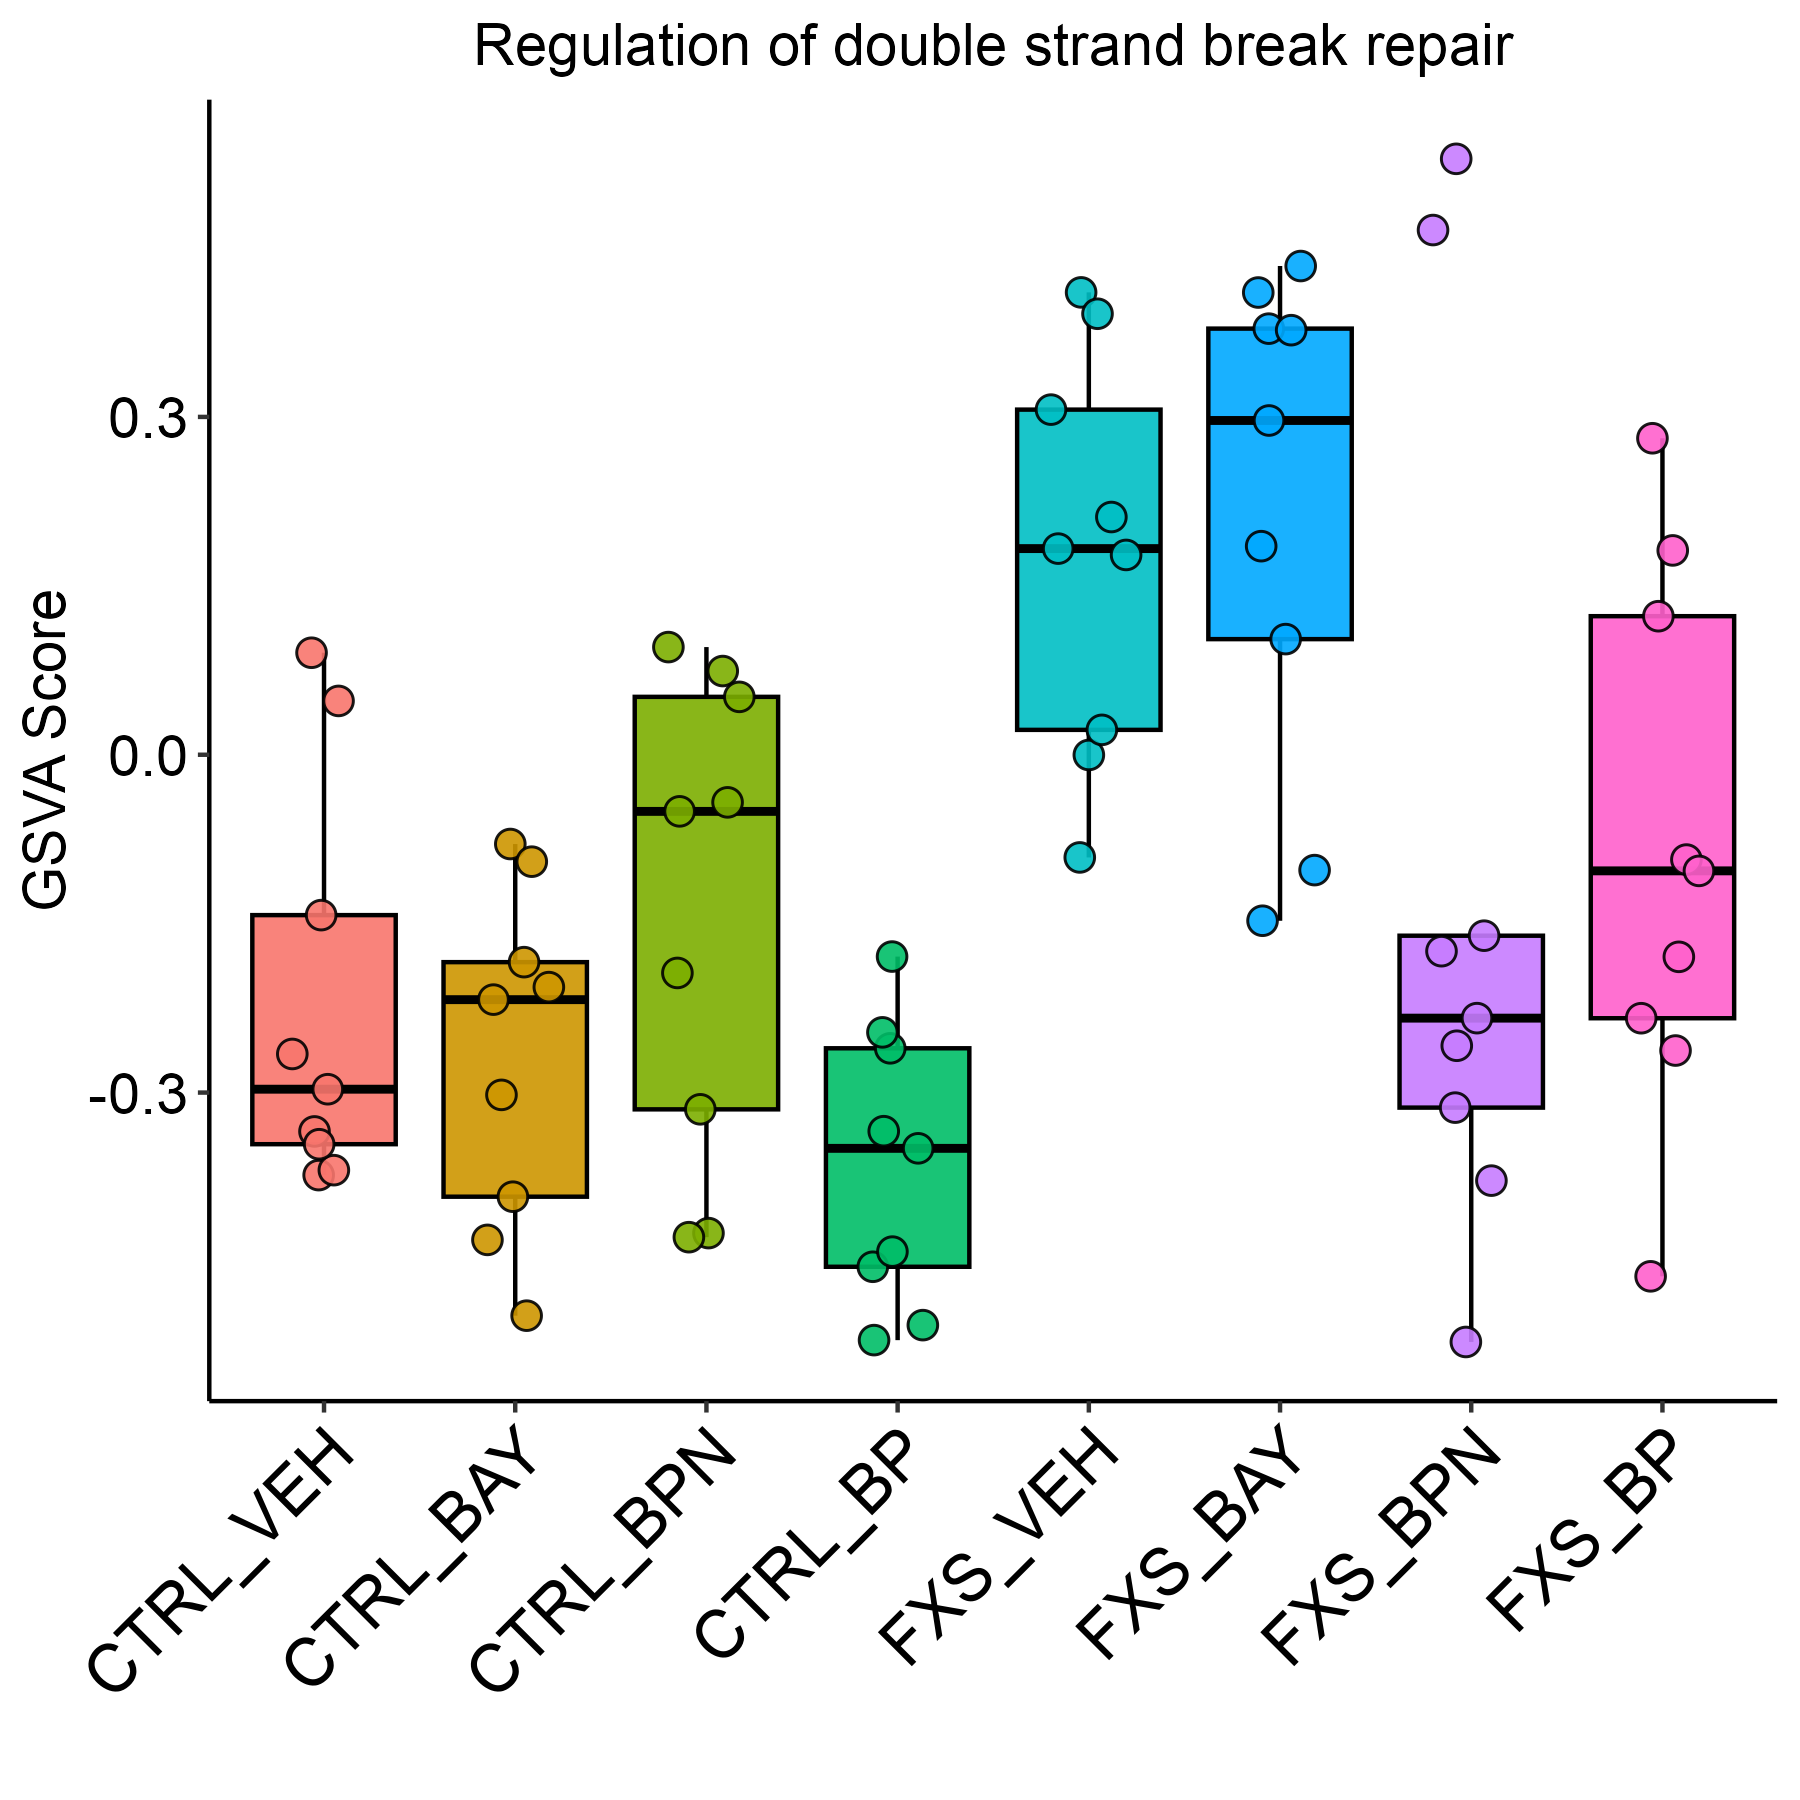 Regulation of double strand break repair
GSVA Score
0.3
0.0
-0.3
CTRL_VEH
CTRL_BAY
CTRL_BPN
CTRL_BP
FXS_VEH
FXS_BAY
FXS_BPN
FXS_BP